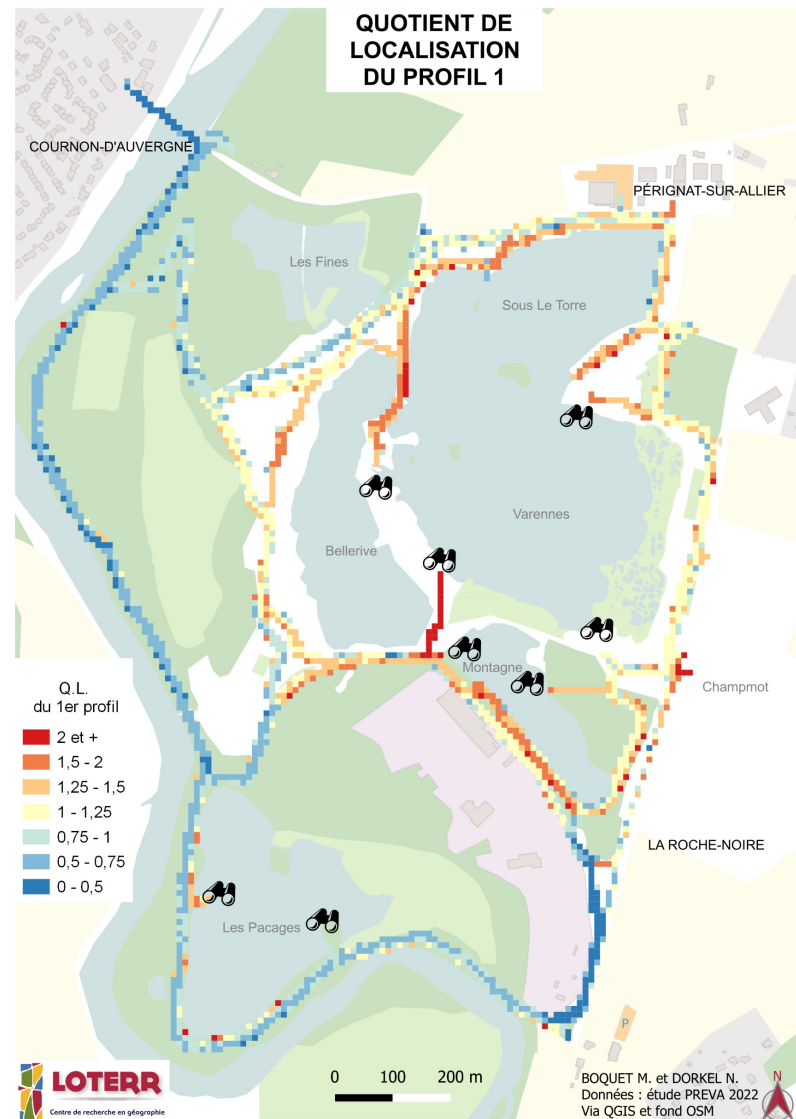 QUOTIENT DE
LOCALISATION
DU PROFIL 1
COURNON-D'AUVERGNE
PÉRIGNAT-SUR-ALLIER
Les Fines
Sous Le Torre
Varennes
Bellerive
Montagne
Champmot
Q.L.
du 1er profil
2 et +
1,5 - 2
1,25 - 1,5
1 - 1,25
0,75 - 1
0,5 - 0,75
0 - 0,5
LA ROCHE-NOIRE
Les Pacages
P
LOTERR
Centre de recherche en géographie
0 100 200 m
BOQUET M. et DORKEL N.
Données : étude PREVA 2022
Via QGIS et fond OSM
N